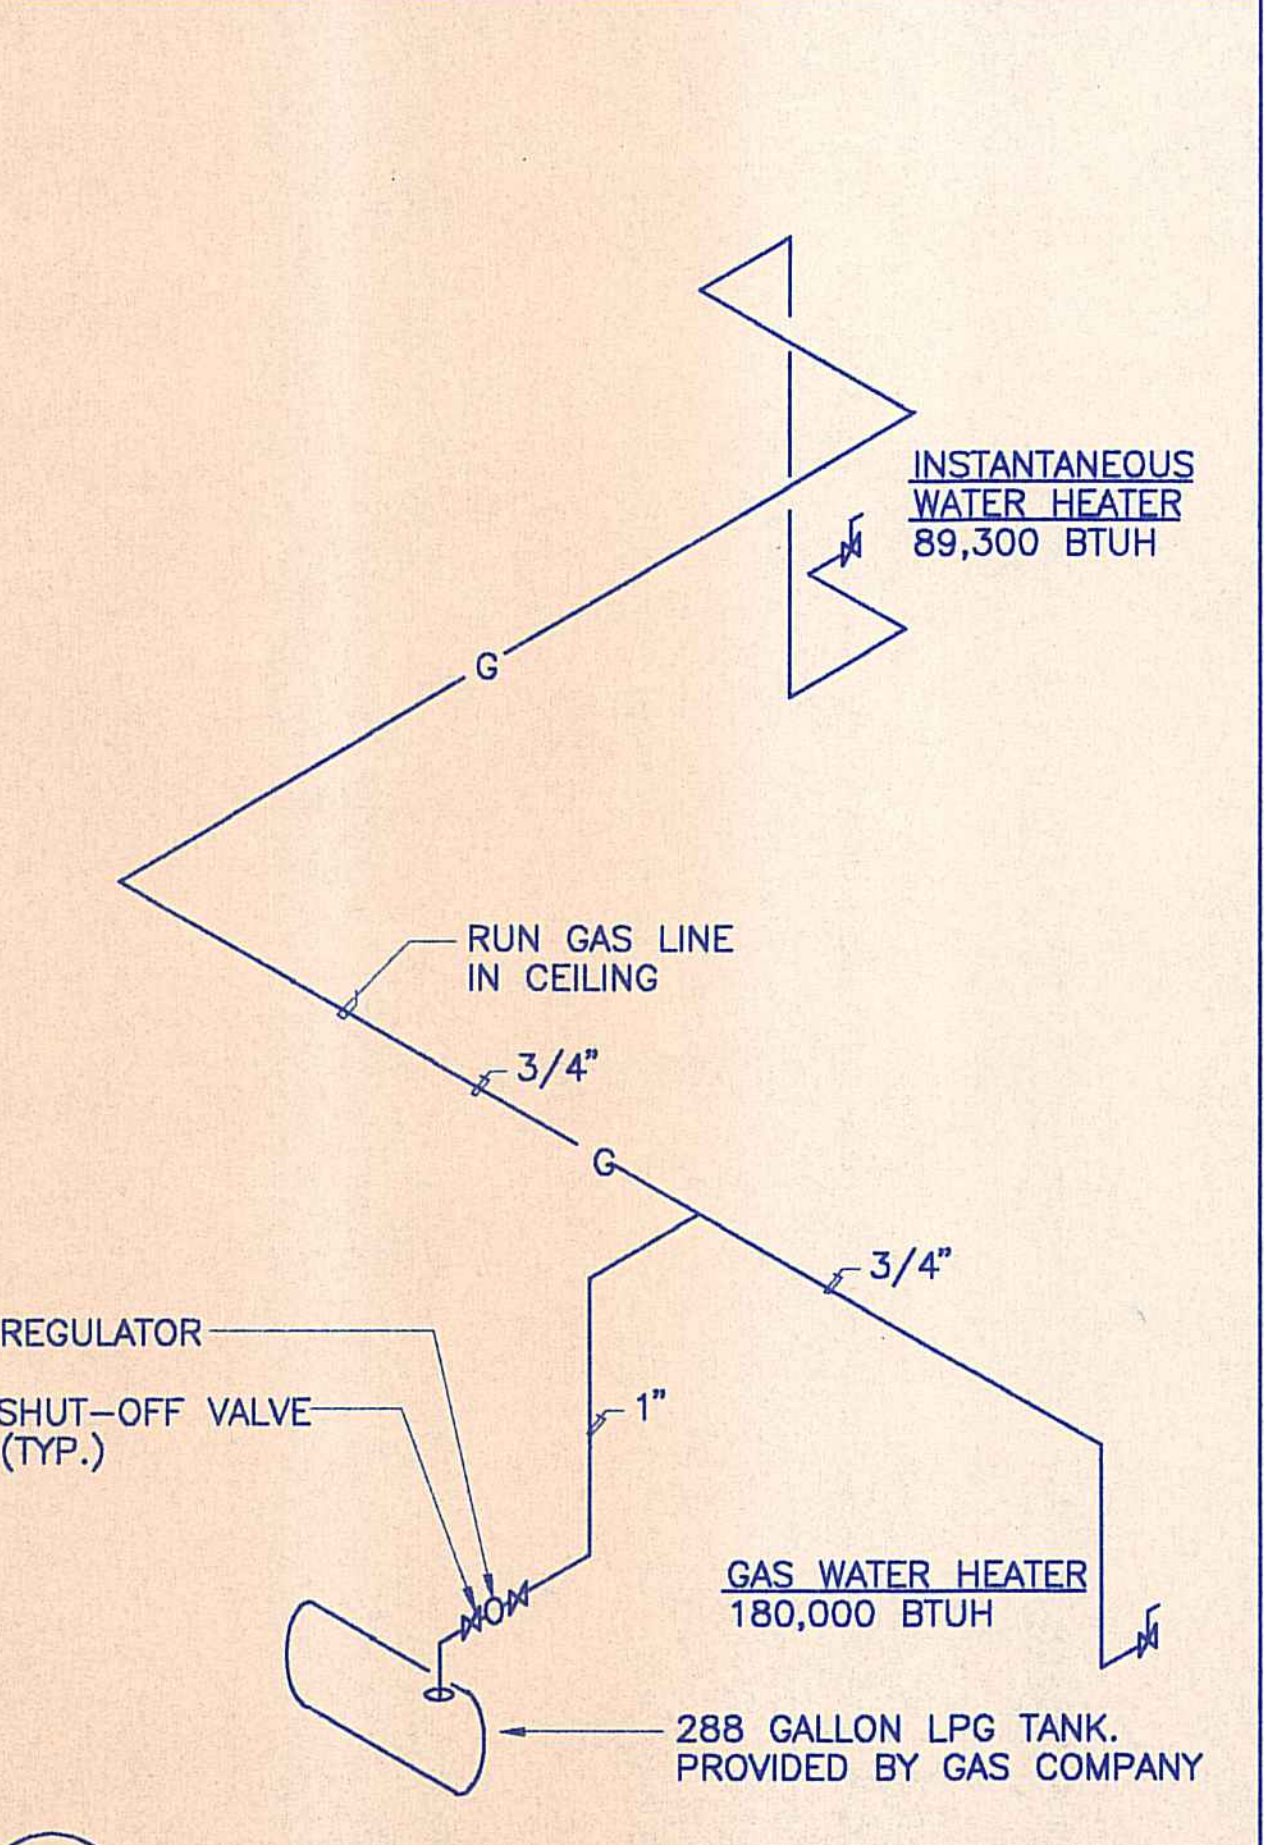 INSTANTANEOUS
WATER HEATER
89,300 BTUH
G
RUN GAS LINE
IN CEILING
3/4"
G
3/4"
REGULATOR
SHUT-OFF VALVE
(TYP.)
1"
GAS WATER HEATER
180,000 BTUH
288 GALLON LPG TANK.
PROVIDED BY GAS COMPANY